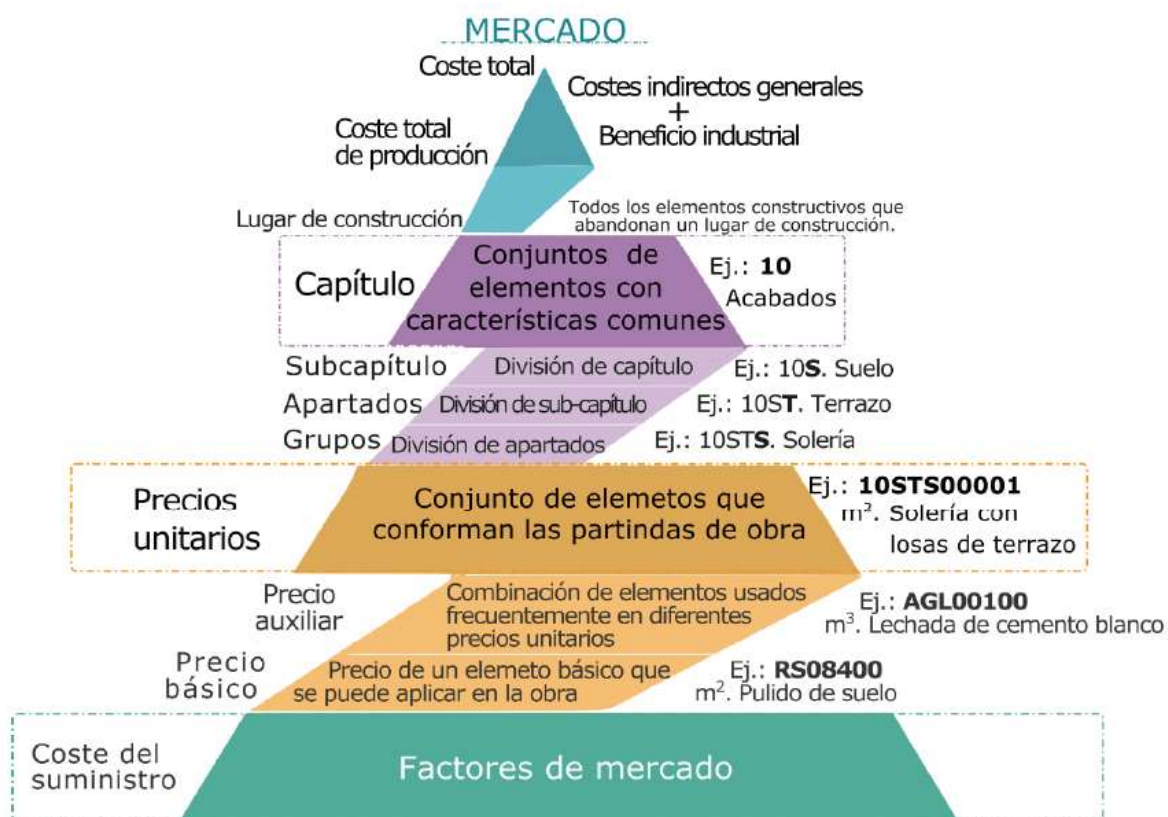 MERCADO
Coste total
Costes indirectos generales
+
Beneficio industrial
Coste total
de producción
Lugar de construcción
Todos los elementos constructivos que
abandonan un lugar de construcción.
Capítulo
Conjuntos de
elementos con
características comunes
Ej.: 10
Acabados
Subcapítulo
División de capítulo
Ej.: 10S. Suelo
Apartados
División de sub-capítulo
Ej.: 10ST. Terrazo
Grupos
División de apartados
Ej.: 10STS. Solería
Precios
unitarios
Conjunto de elemetos que
conforman las partindas de obra
Ej.: 10STS00001
m². Solería con
losas de terrazo
Precio
auxiliar
Combinación de elementos usados
frecuentemente en diferentes
precios unitarios
Ej.: AGL00100
m³. Lechada de cemento blanco
Precio
básico
Precio de un elemeto básico que
se puede aplicar en la obra
Ej.: RS08400
m². Pulido de suelo
Coste del
suministro
Factores de mercado